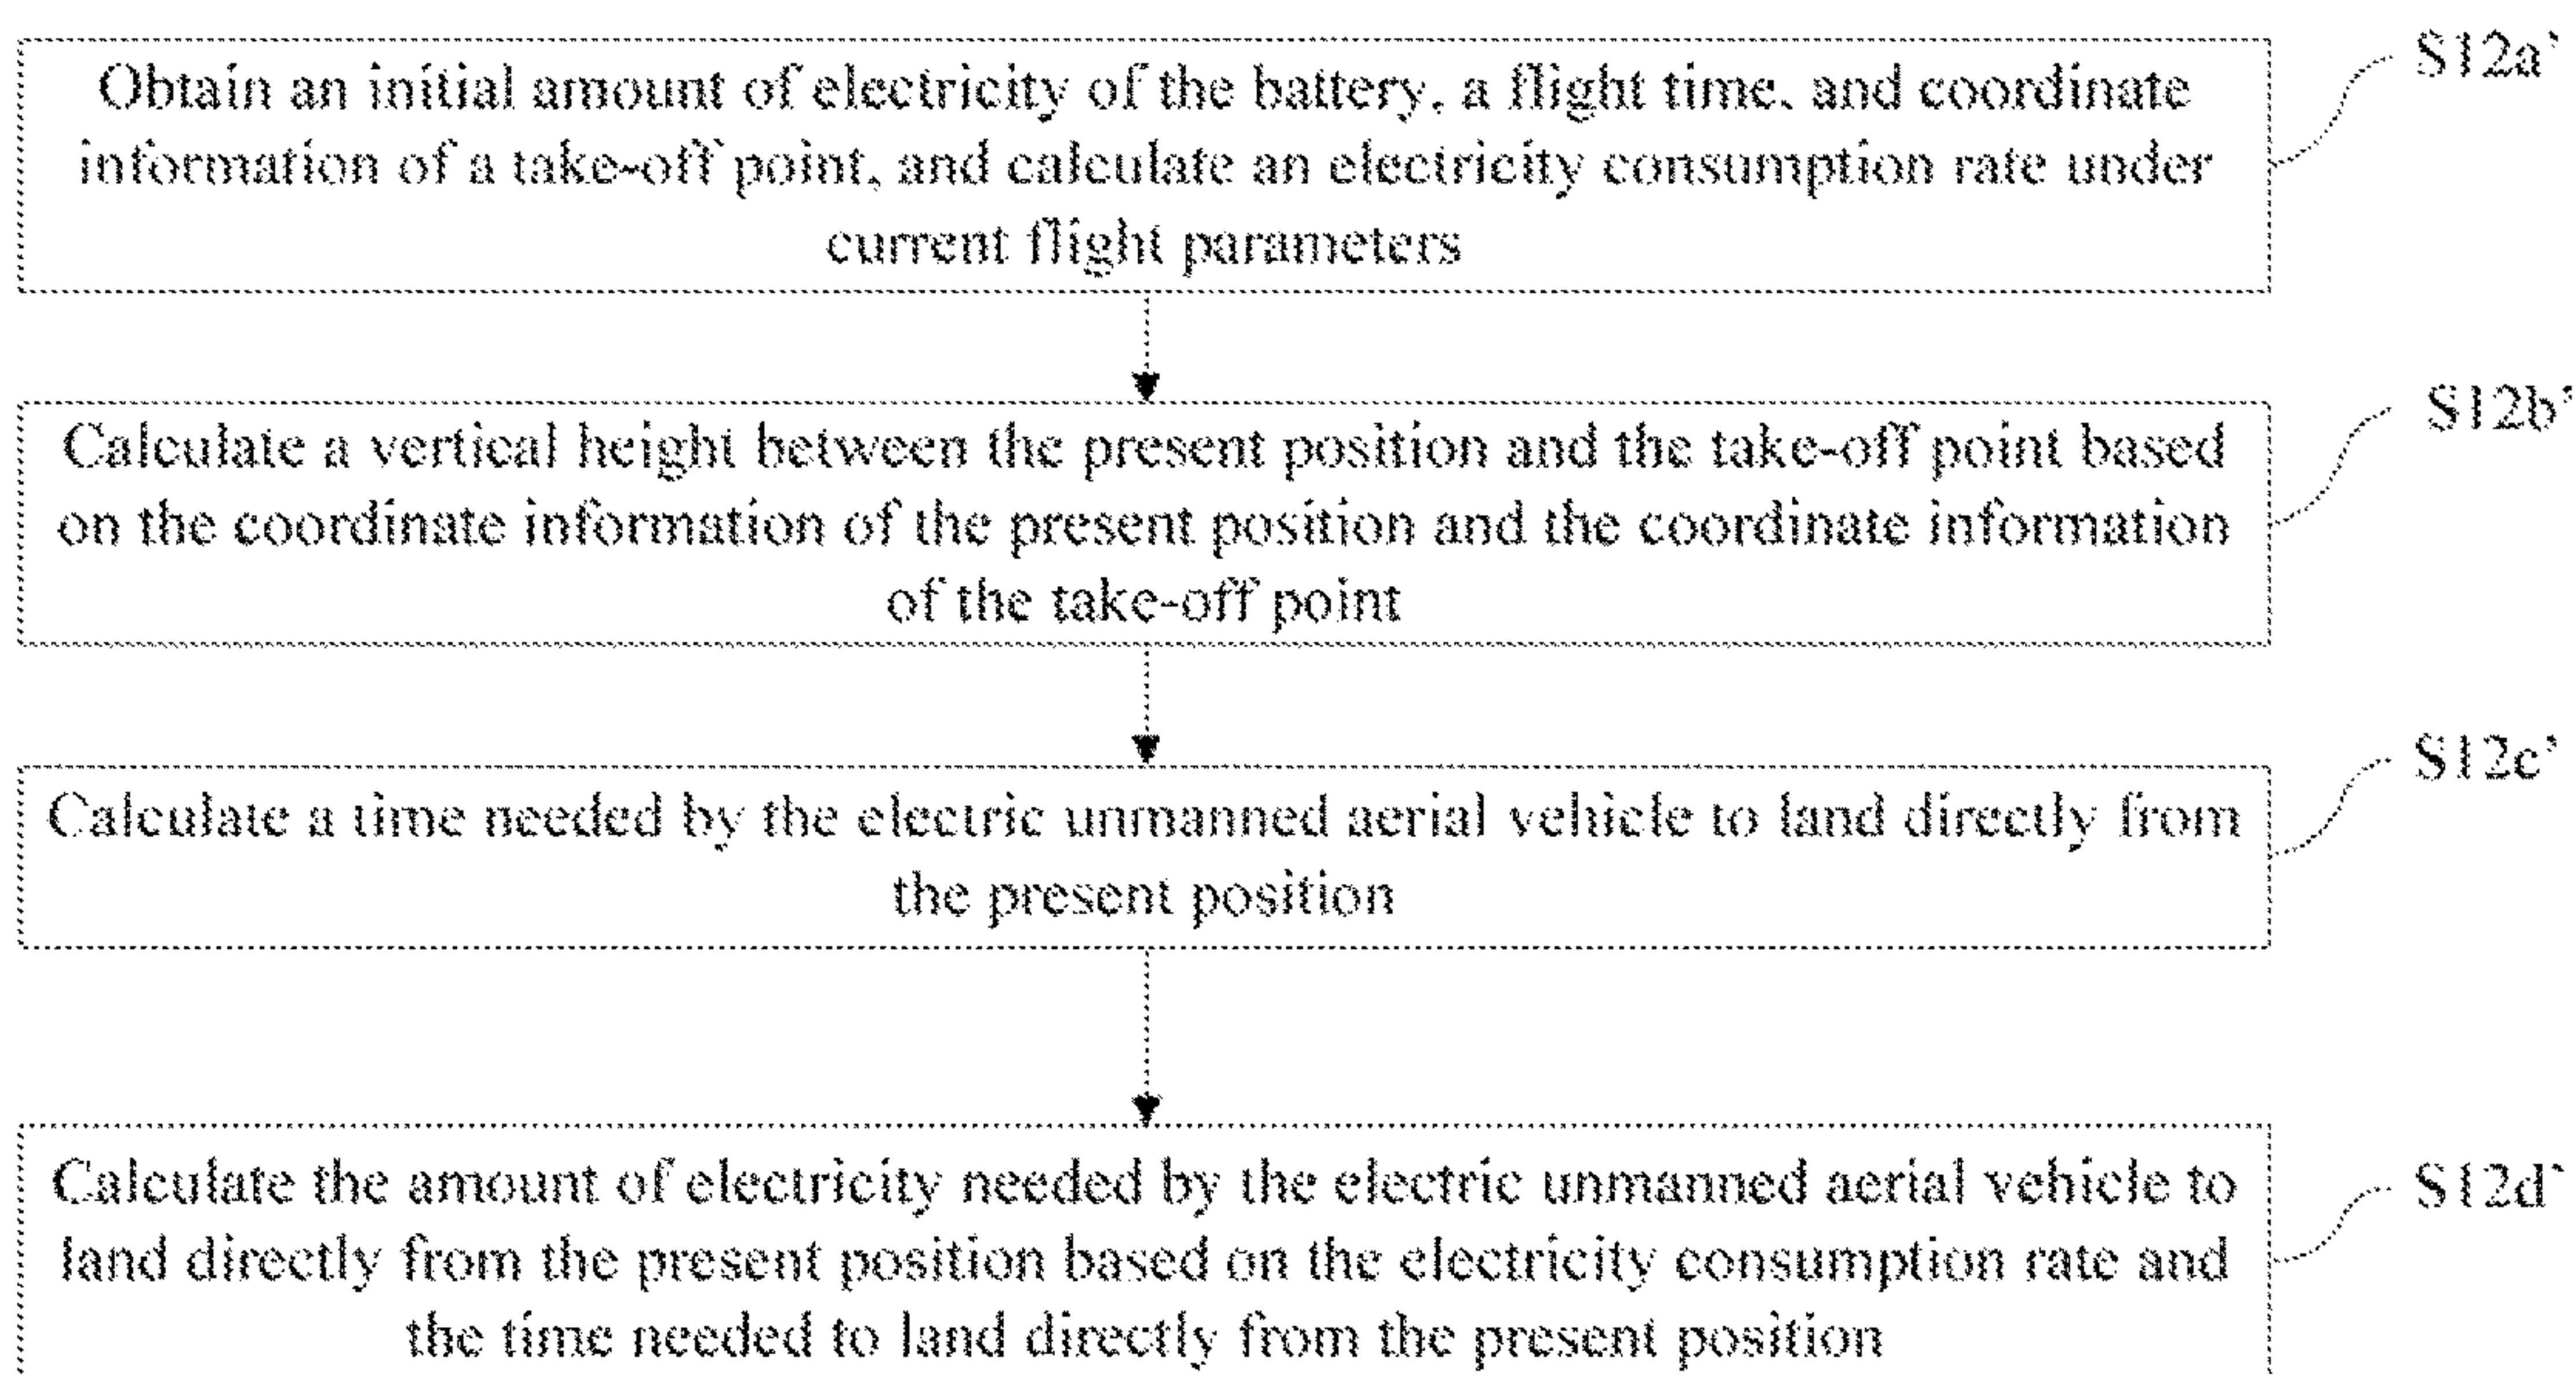 S12a'
Obtain an initial amount of electricity of the battery, a flight time, and coordinate
information of a take-off point, and calculate an electricity consumption rate under
current flight parameters
S12b'
Calculate a vertical height between the present position and the take-off point based
on the coordinate information of the present position and the coordinate information
of the take-off point
S12c'
Calculate a time needed by the electric unmanned aerial vehicle to land directly from
the present position
S12d'
Calculate the amount of electricity needed by the electric unmanned aerial vehicle to
land directly from the present position based on the electricity consumption rate and
the time needed to land directly from the present position